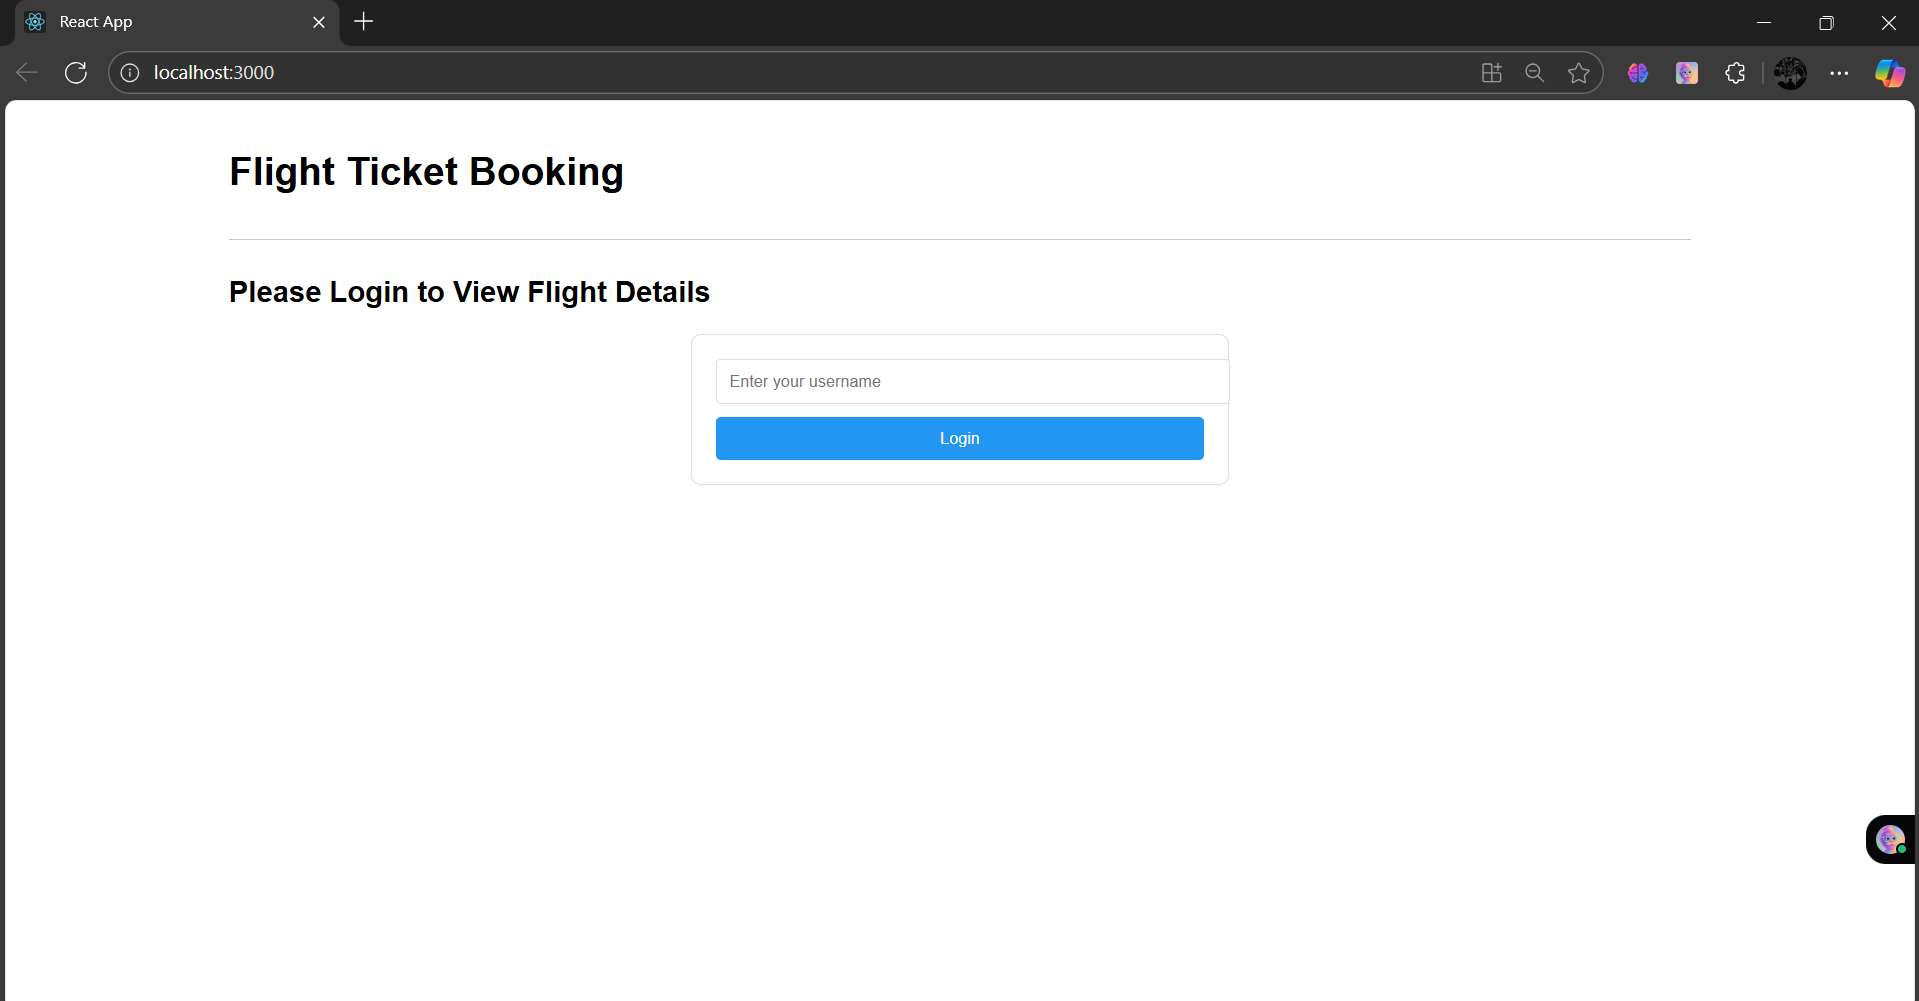 React App
localhost:3000
Flight Ticket Booking
Please Login to View Flight Details
Enter your username
Login